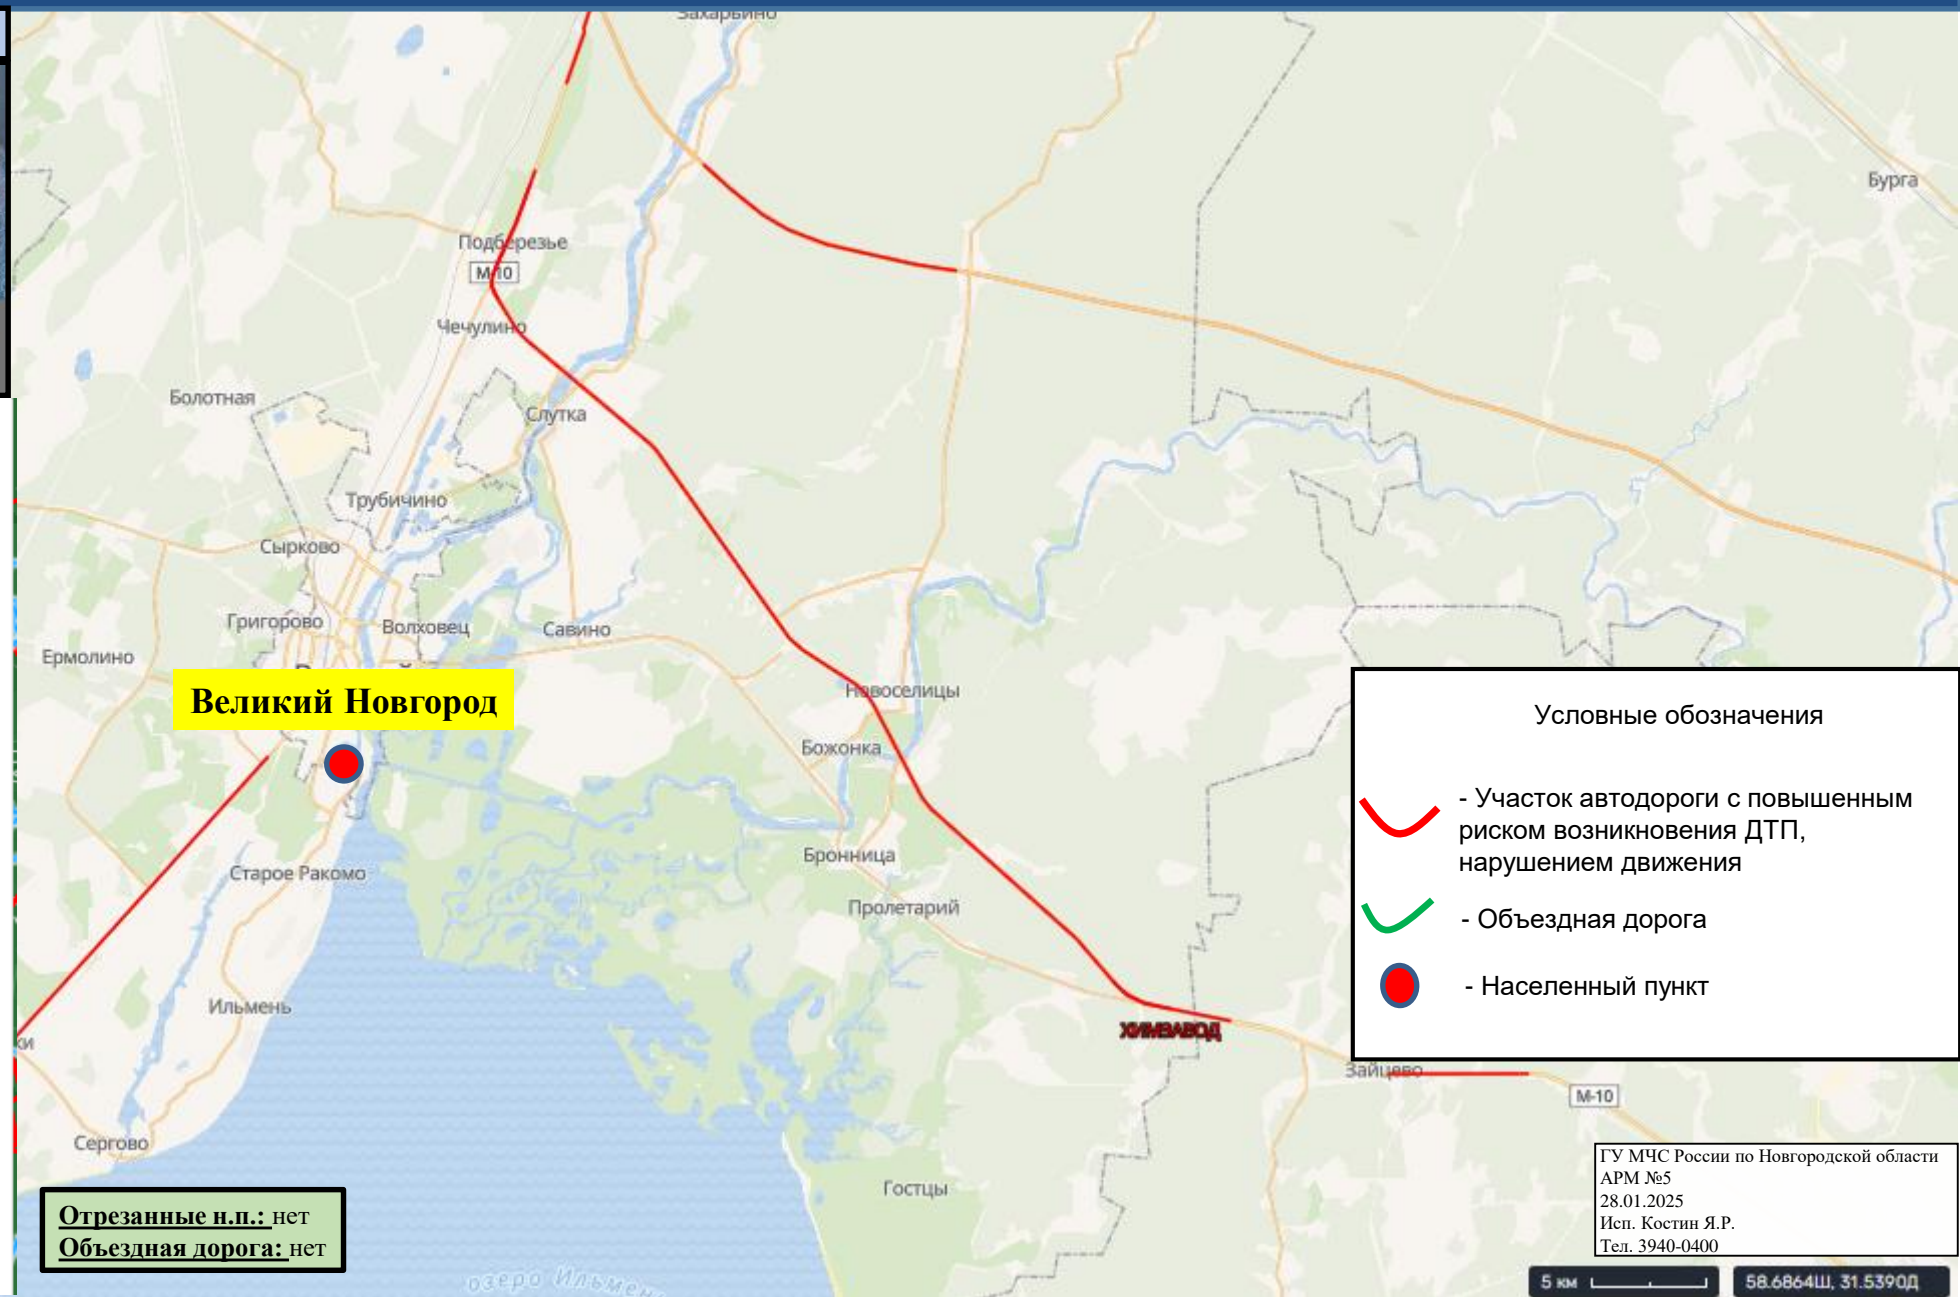 Захарьино
Бурга
Подберезье
М-10
Чечулино
Болотная
Слутка
Трубичино
Сырково
Григорово
Волховец
Савино
Ермолино
Великий Новгород
Новоселицы
Божонка
Бронница
Старое Ракомо
Пролетарий
Ильмень
ки
ХИМЗАВОД
Зайцево
М-10
Сергово
Гостцы
озеро Ильмень
Условные обозначения
- Участок автодороги с повышенным
риском возникновения ДТП,
нарушением движения
- Объездная дорога
- Населенный пункт
Отрезанные н.п.: нет
Объездная дорога: нет
ГУ МЧС России по Новгородской области
АРМ №5
28.01.2025
Исп. Костин Я.Р.
Тел. 3940-0400
5 км
58.6864Ш, 31.5390Д